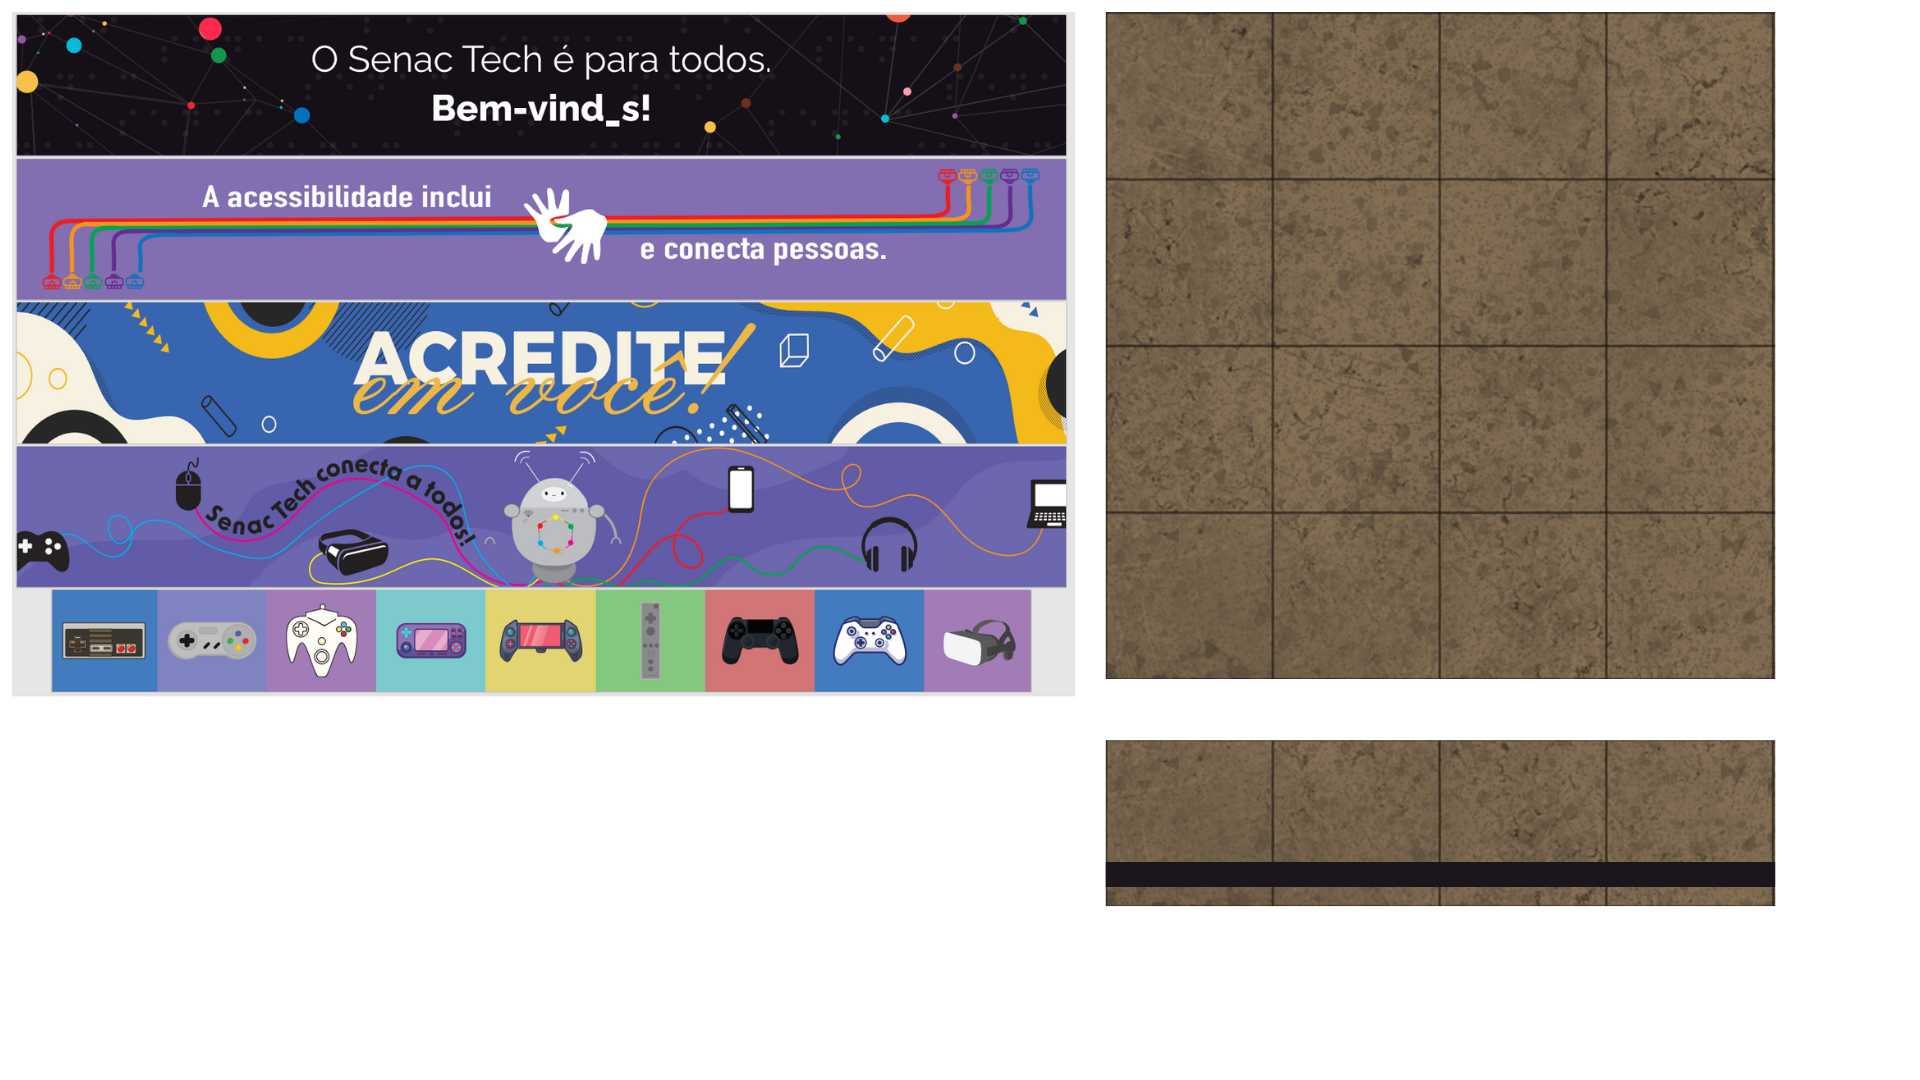 O Senac Tech é para todos.
Bem-vind_s!
A acessibilidade inclui
e conecta pessoas.
ACREDITE
em você!
Senac Tech conecta a todos!